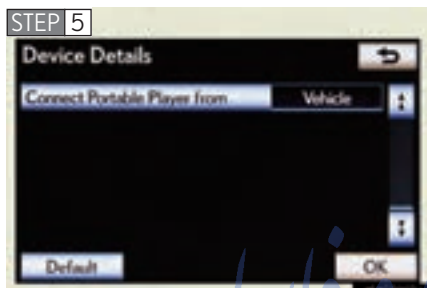 STEP 5
Device Details
Connect Portable Player from Vehicle
Default OK